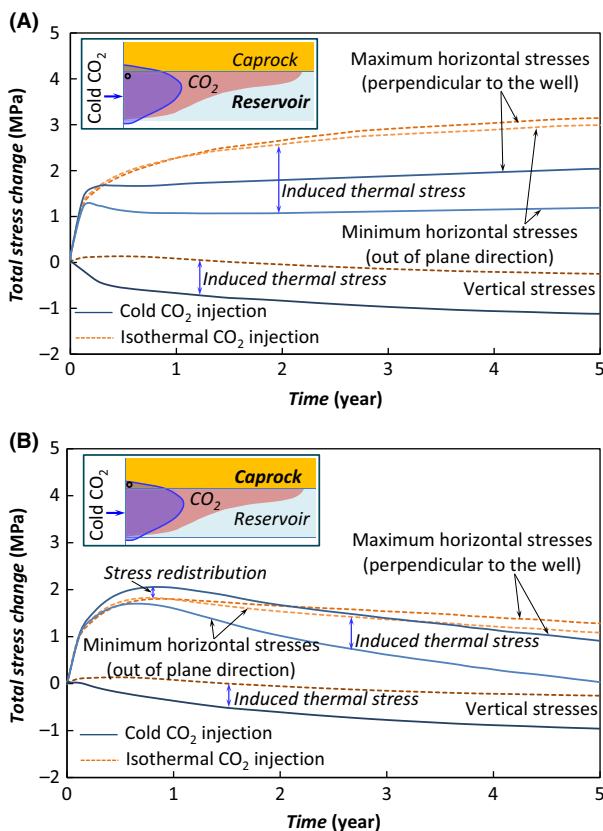 (A)
5
4
3
2
1
0
−1
−2
Total stress change (MPa)
Cold CO2
Caprock
CO2
Reservoir
Maximum horizontal stresses
(perpendicular to the well)
Induced thermal stress
Minimum horizontal stresses
(out of plane direction)
Induced thermal stress
Vertical stresses
Cold CO2 injection
Isothermal CO2 injection
0 1 2 3 4 5
Time (year)
(B)
5
4
3
2
1
0
−1
−2
Total stress change (MPa)
Cold CO2
Caprock
CO2
Reservoir
Maximum horizontal stresses
(perpendicular to the well)
Stress redistribution
Minimum horizontal stresses
(out of plane direction)
Induced thermal stress
Induced thermal stress
Vertical stresses
Cold CO2 injection
Isothermal CO2 injection
0 1 2 3 4 5
Time (year)